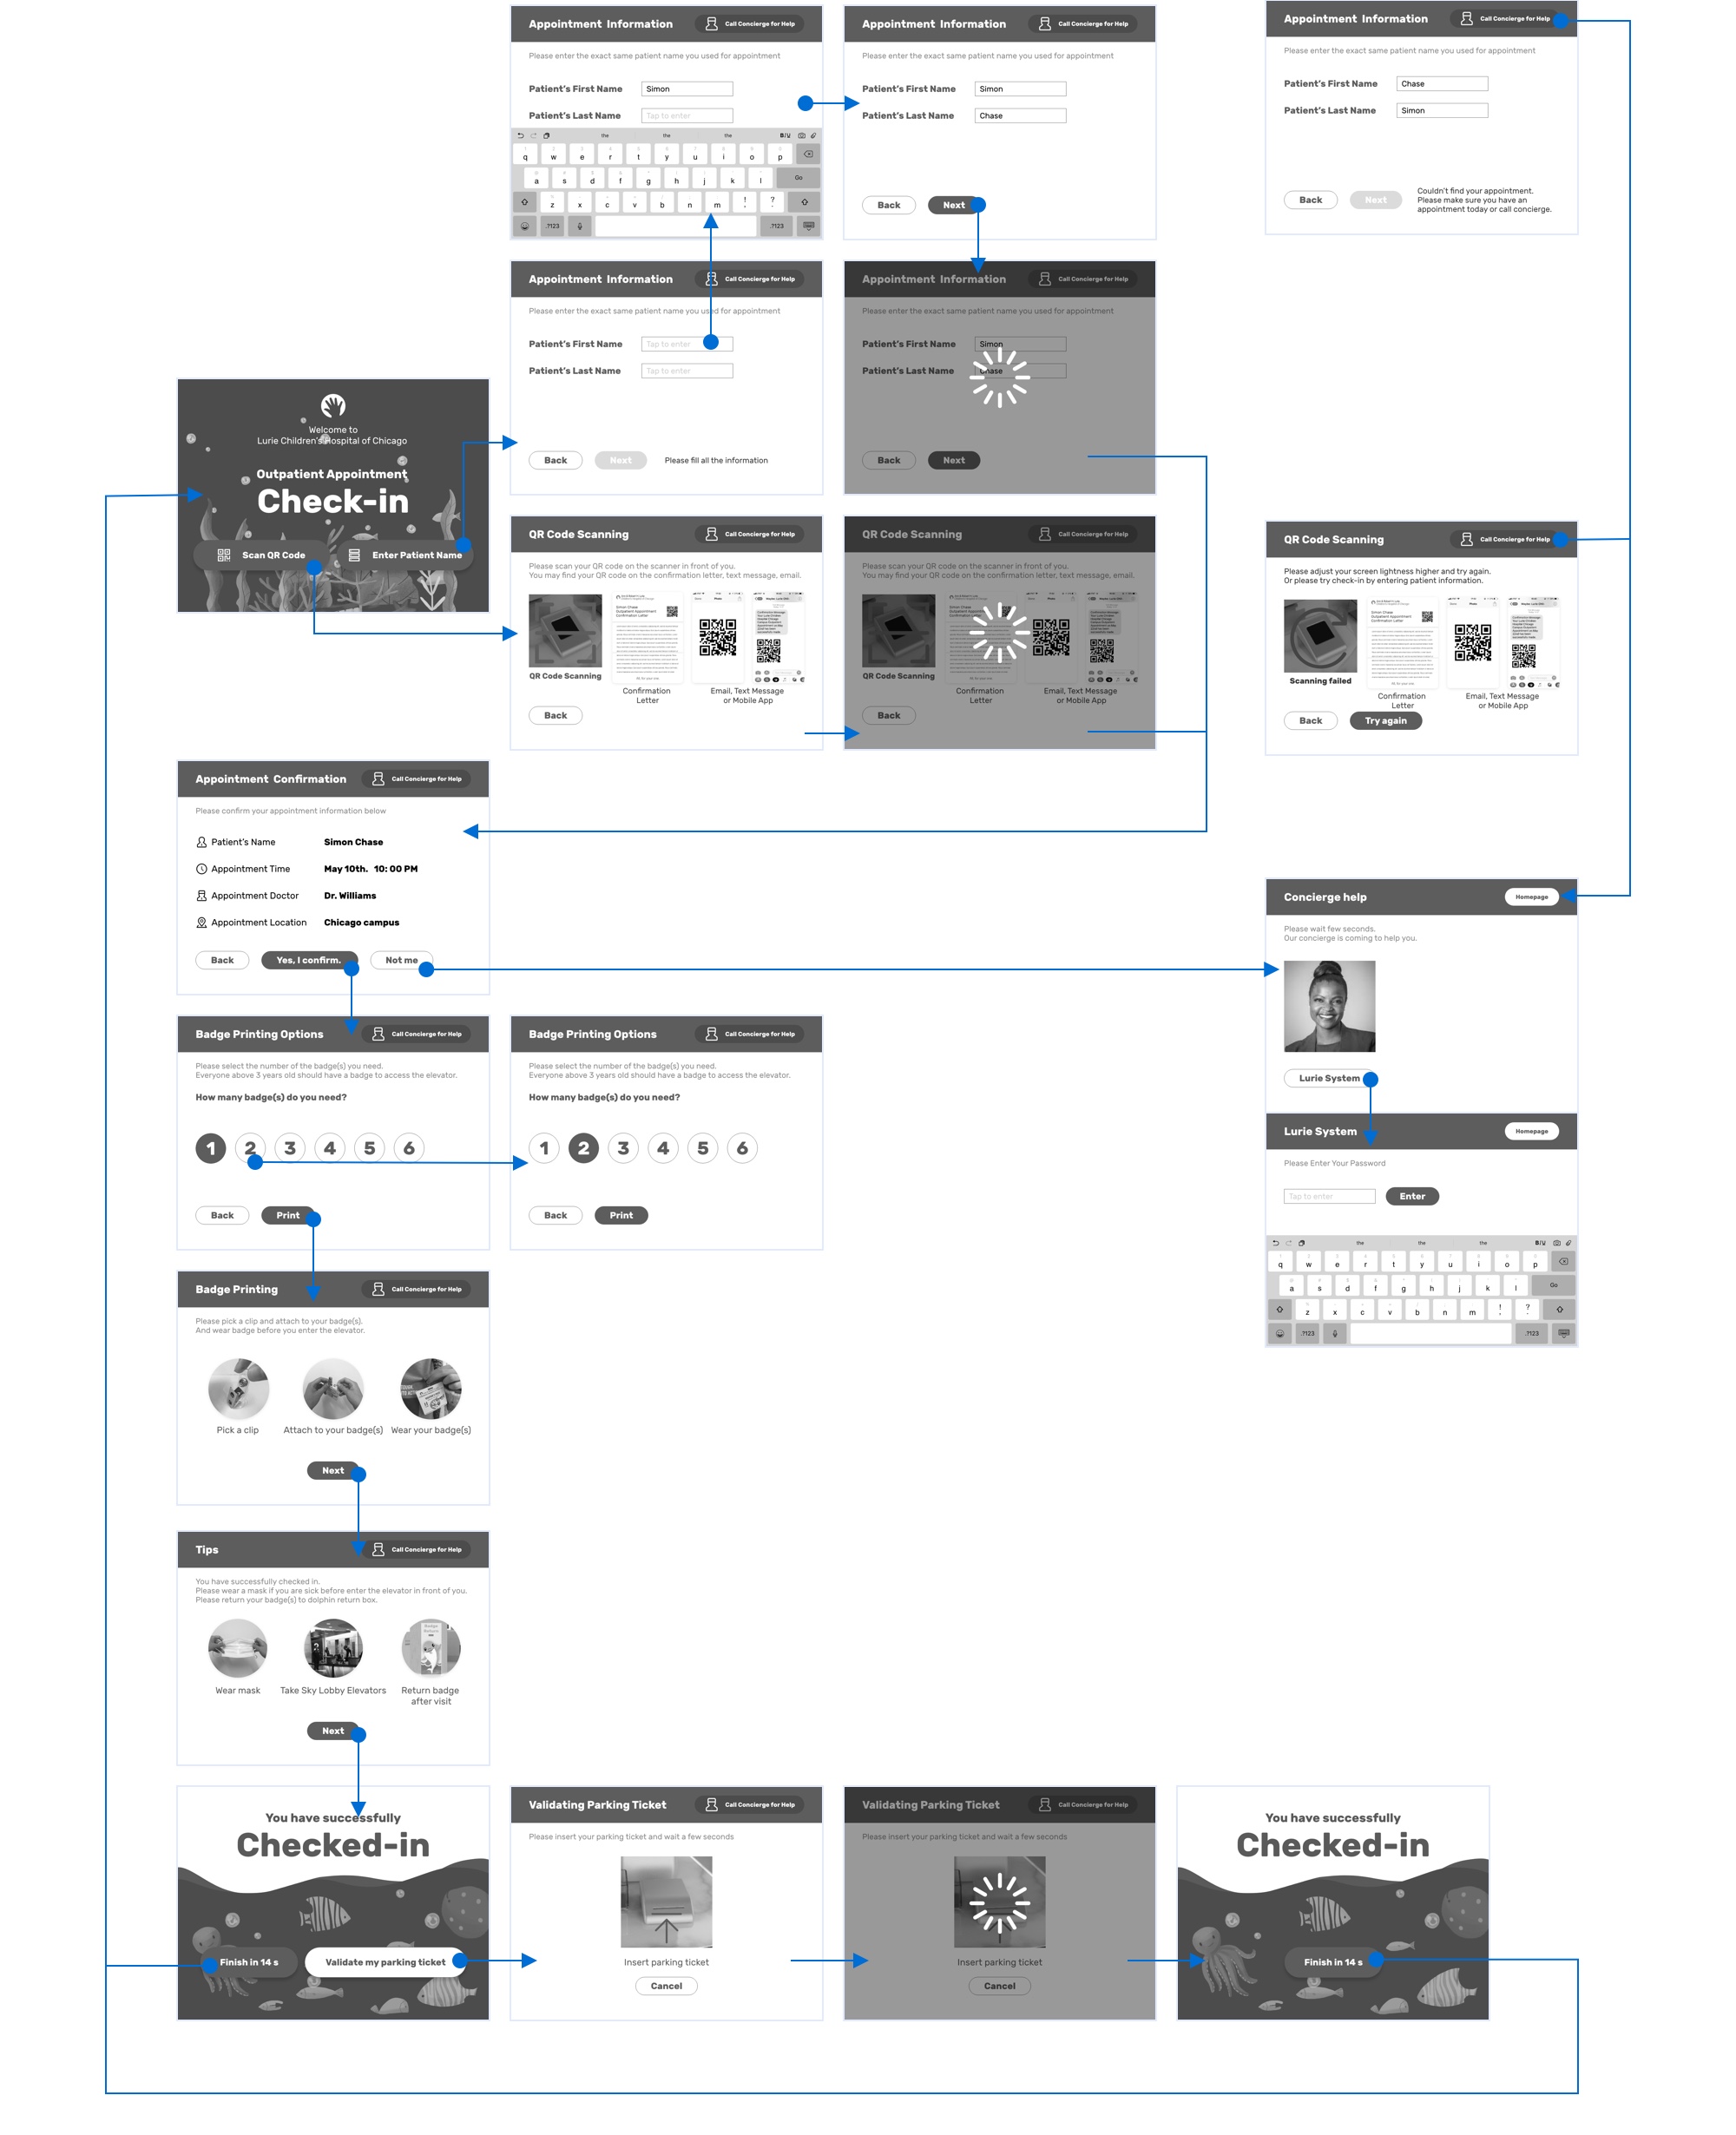 Appointment Information
Call Concierge for Help
Please enter the exact same patient name you used for appointment
Patient's First Name
Simon
Patient's Last Name
Tap to enter
the the the
B/U
q w e r t y u i o p
a s d f g h j k l Go
z x c v b n m ! , ? .
.?123 .?123
Appointment Information
Call Concierge for Help
Please enter the exact same patient name you used for appointment
Patient's First Name
Simon
Patient's Last Name
Chase
Back
Next
Appointment Information
Call Concierge for Help
Please enter the exact same patient name you used for appointment
Patient's First Name
Chase
Patient's Last Name
Simon
Back
Next
Couldn't find your appointment.
Please make sure you have an
appointment today or call concierge.
Appointment Information
Call Concierge for Help
Please enter the exact same patient name you used for appointment
Patient's First Name
Tap to enter
Patient's Last Name
Tap to enter
Back
Next
Please fill all the information
Appointment Information
Call Concierge for Help
Please enter the exact same patient name you used for appointment
Patient's First Name
Simon
Patient's Last Name
Chase
Back
Next
Welcome to
Lurie Children's Hospital of Chicago
Outpatient Appointment
Check-in
Scan QR Code
Enter Patient Name
QR Code Scanning
Call Concierge for Help
Please scan your QR code on the scanner in front of you.
You may find your QR code on the confirmation letter, text message, email.
Simon Chase
Outpatient Appointment
Confirmation Letter
QR Code Scanning
Confirmation
Letter
Email, Text Message
or Mobile App
Back
QR Code Scanning
Call Concierge for Help
Please scan your QR code on the scanner in front of you.
You may find your QR code on the confirmation letter, text message, email.
QR Code Scanning
Confirmation
Letter
Email, Text Message
or Mobile App
Back
QR Code Scanning
Call Concierge for Help
Please adjust your screen lightness higher and try again.
Or please try check-in by entering patient information.
Simon Chase
Outpatient Appointment
Confirmation Letter
Scanning failed
Confirmation
Letter
Email, Text Message
or Mobile App
Back
Try again
Appointment Confirmation
Call Concierge for Help
Please confirm your appointment information below
Patient's Name
Simon Chase
Appointment Time
May 10th. 10: 00 PM
Appointment Doctor
Dr. Williams
Appointment Location
Chicago campus
Back
Yes, I confirm.
Not me
Concierge help
Homepage
Please wait few seconds.
Our concierge is coming to help you.
Lurie System
Badge Printing Options
Call Concierge for Help
Please select the number of the badge(s) you need.
Everyone above 3 years old should have a badge to access the elevator.
How many badge(s) do you need?
1 2 3 4 5 6
Back
Print
Badge Printing Options
Call Concierge for Help
Please select the number of the badge(s) you need.
Everyone above 3 years old should have a badge to access the elevator.
How many badge(s) do you need?
1 2 3 4 5 6
Back
Print
Lurie System
Homepage
Please Enter Your Password
Tap to enter
Enter
the the the
B/U
q w e r t y u i o p
a s d f g h j k l Go
z x c v b n m ! , ? .
.?123 .?123
Badge Printing
Call Concierge for Help
Please pick a clip and attach to your badge(s).
And wear badge before you enter the elevator.
Pick a clip
Attach to your badge(s)
Wear your badge(s)
Next
Tips
Call Concierge for Help
You have successfully checked in.
Please wear a mask if you are sick before enter the elevator in front of you.
Please return your badge(s) to dolphin return box.
Badge
Return
Wear mask
Take Sky Lobby Elevators
Return badge
after visit
Next
You have successfully
Checked-in
Finish in 14 s
Validate my parking ticket
Validating Parking Ticket
Call Concierge for Help
Please insert your parking ticket and wait a few seconds
Insert parking ticket
Cancel
Validating Parking Ticket
Call Concierge for Help
Please insert your parking ticket and wait a few seconds
Insert parking ticket
Cancel
You have successfully
Checked-in
Finish in 14 s